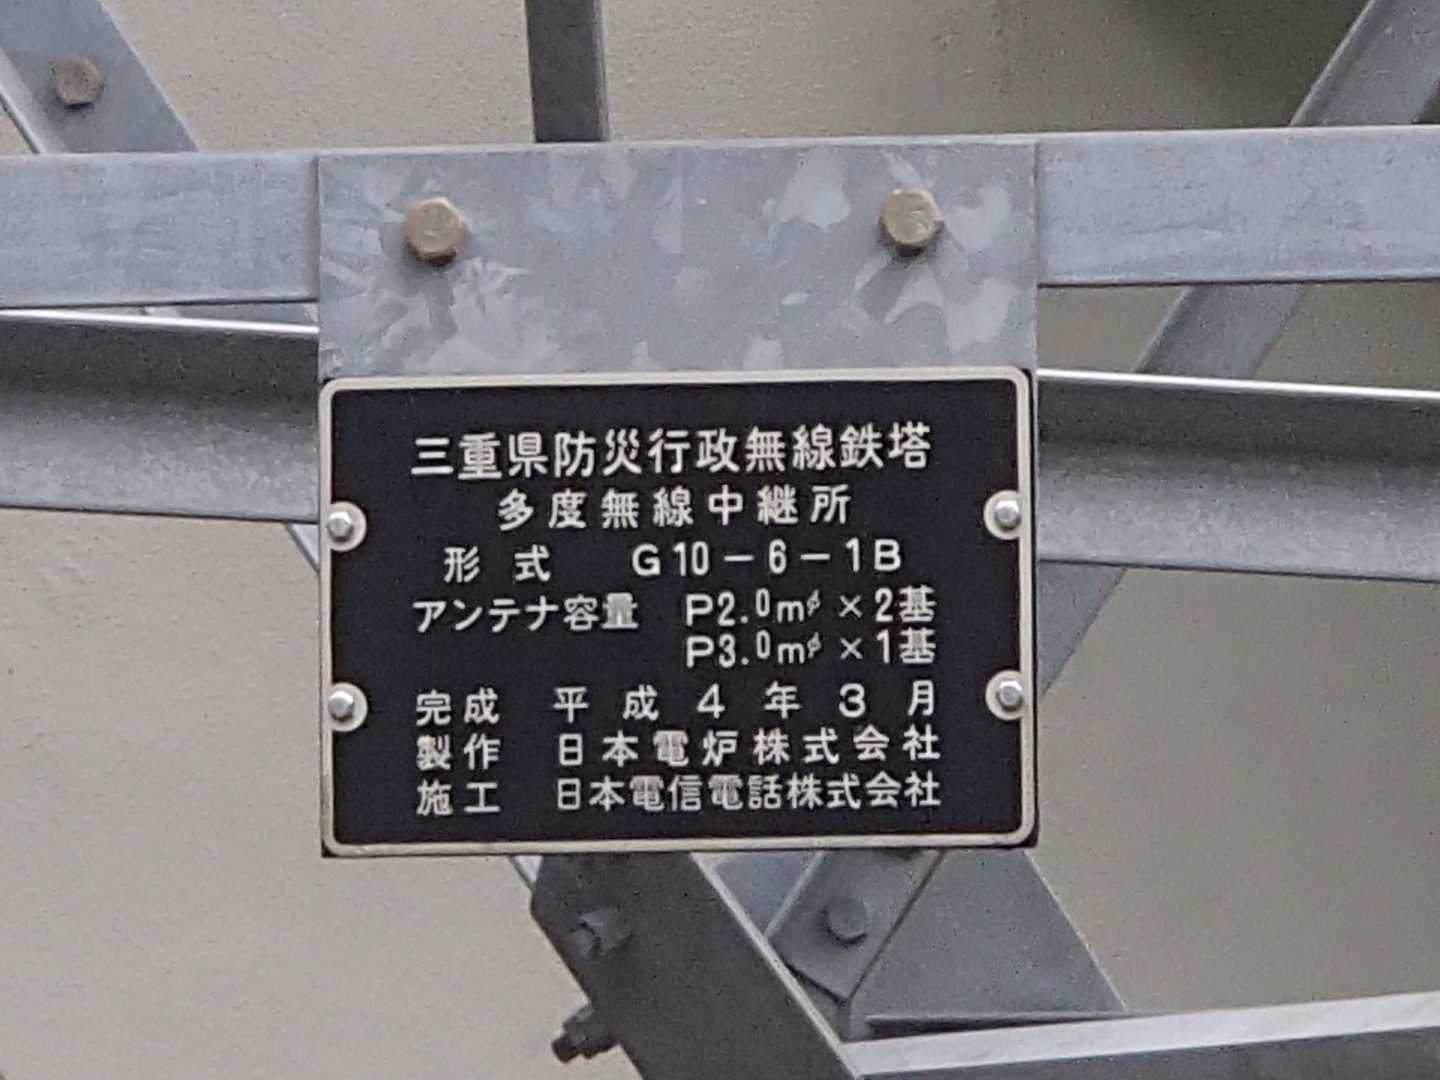 三重県防災行政無線鉄塔
多度無線中継所
形式 G10-6-1B
アンテナ容量 P2.0mφ×2基
P3.0mφ×1基
完成 平成4年3月
製作 日本電炉株式会社
施工 日本電信電話株式会社